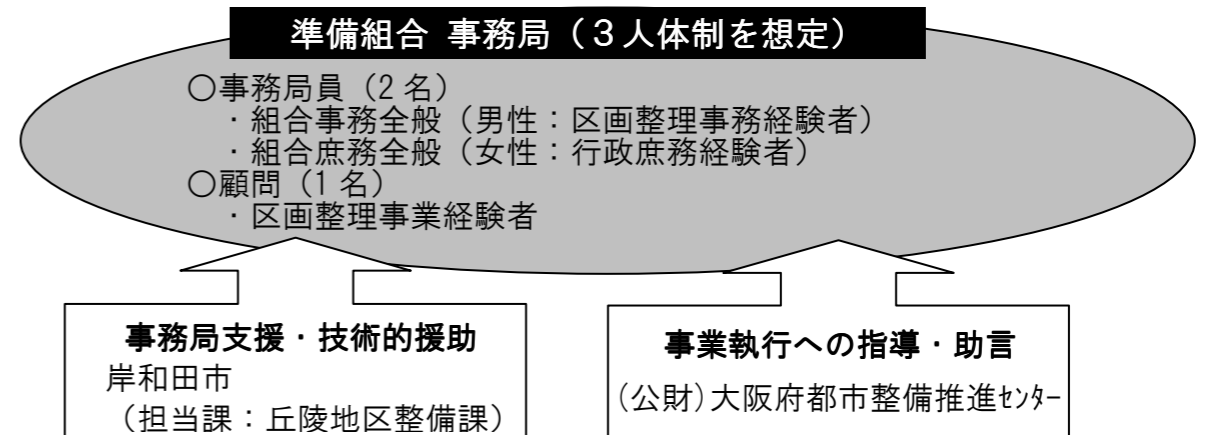 準備組合 事務局（３人体制を想定）
○事務局員（2 名）
・組合事務全般（男性：区画整理事務経験者）
・組合庶務全般（女性：行政庶務経験者）
○顧問（1 名）
・区画整理事業経験者
事務局支援・技術的援助
岸和田市
（担当課：丘陵地区整備課）
事業執行への指導・助言
(公財)大阪府都市整備推進ｾﾝﾀｰ